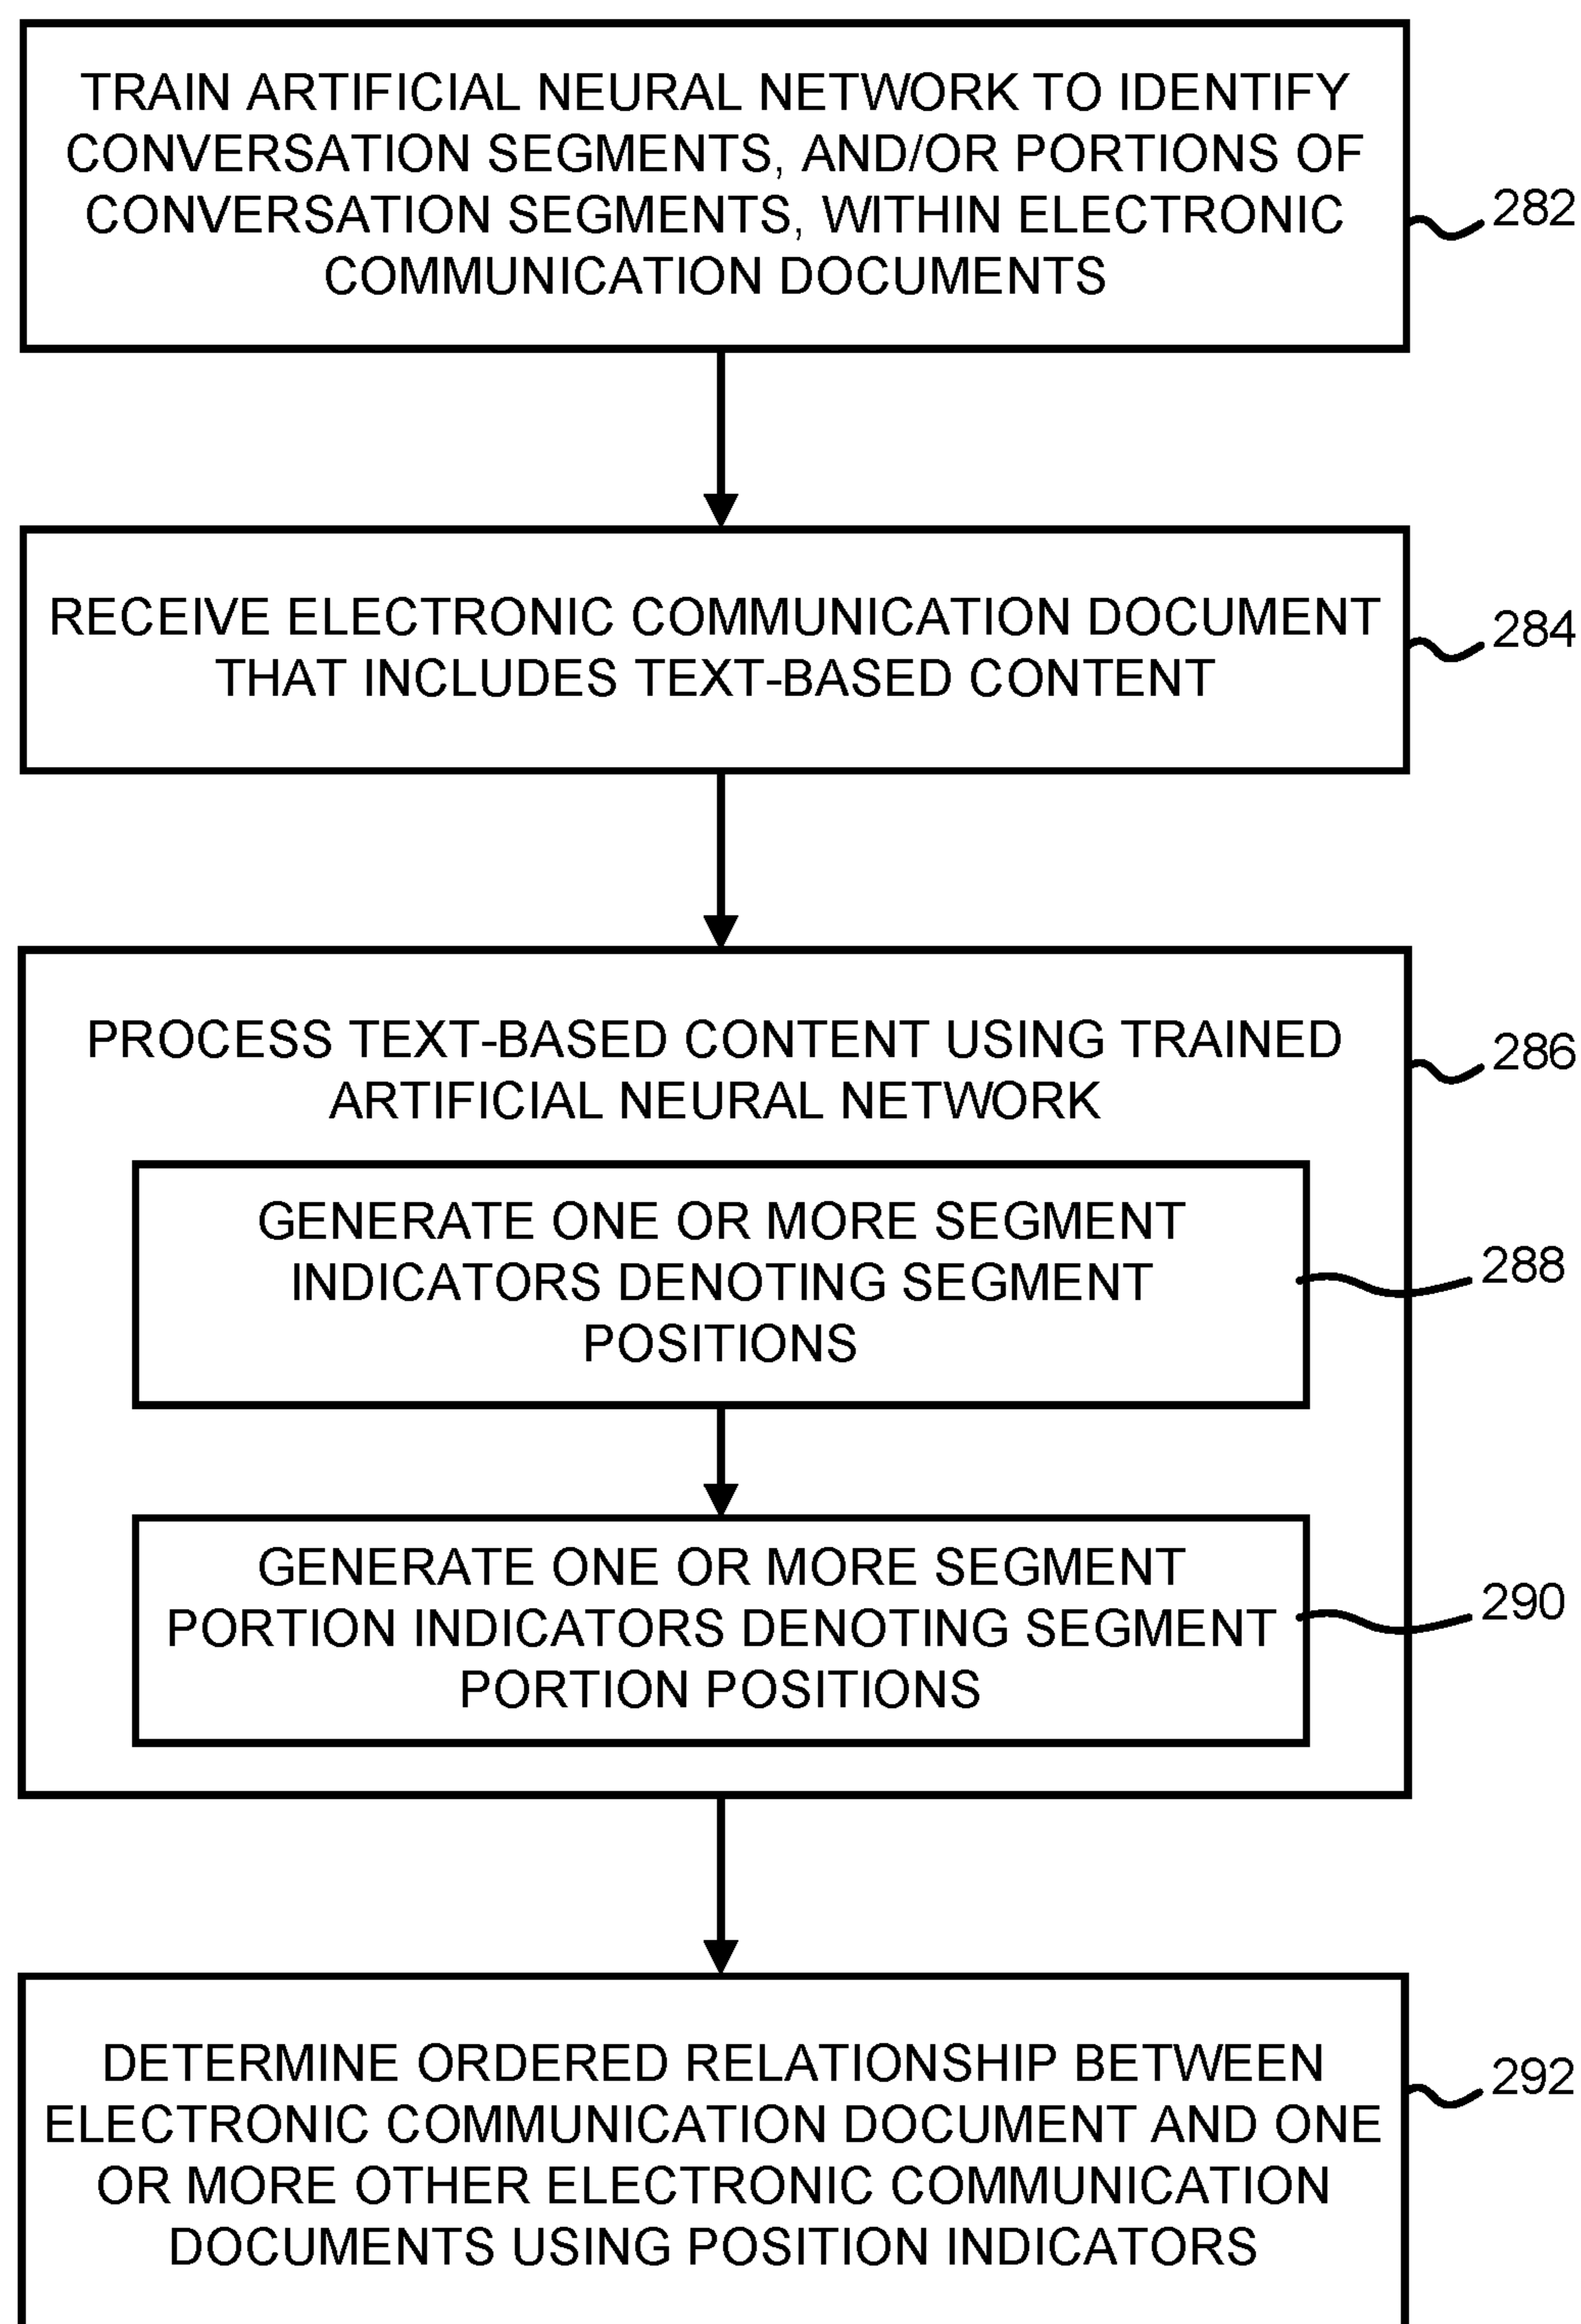 TRAIN ARTIFICIAL NEURAL NETWORK TO IDENTIFY
CONVERSATION SEGMENTS, AND/OR PORTIONS OF
CONVERSATION SEGMENTS, WITHIN ELECTRONIC
COMMUNICATION DOCUMENTS
282
RECEIVE ELECTRONIC COMMUNICATION DOCUMENT
THAT INCLUDES TEXT-BASED CONTENT
284
PROCESS TEXT-BASED CONTENT USING TRAINED
ARTIFICIAL NEURAL NETWORK
286
GENERATE ONE OR MORE SEGMENT
INDICATORS DENOTING SEGMENT
POSITIONS
288
GENERATE ONE OR MORE SEGMENT
PORTION INDICATORS DENOTING SEGMENT
PORTION POSITIONS
290
DETERMINE ORDERED RELATIONSHIP BETWEEN
ELECTRONIC COMMUNICATION DOCUMENT AND ONE
OR MORE OTHER ELECTRONIC COMMUNICATION
DOCUMENTS USING POSITION INDICATORS
292